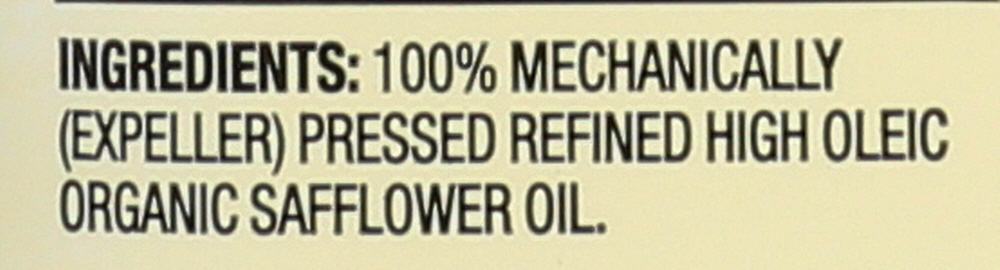 INGREDIENTS: 100% MECHANICALLY
(EXPELLER) PRESSED REFINED HIGH OLEIC
ORGANIC SAFFLOWER OIL.